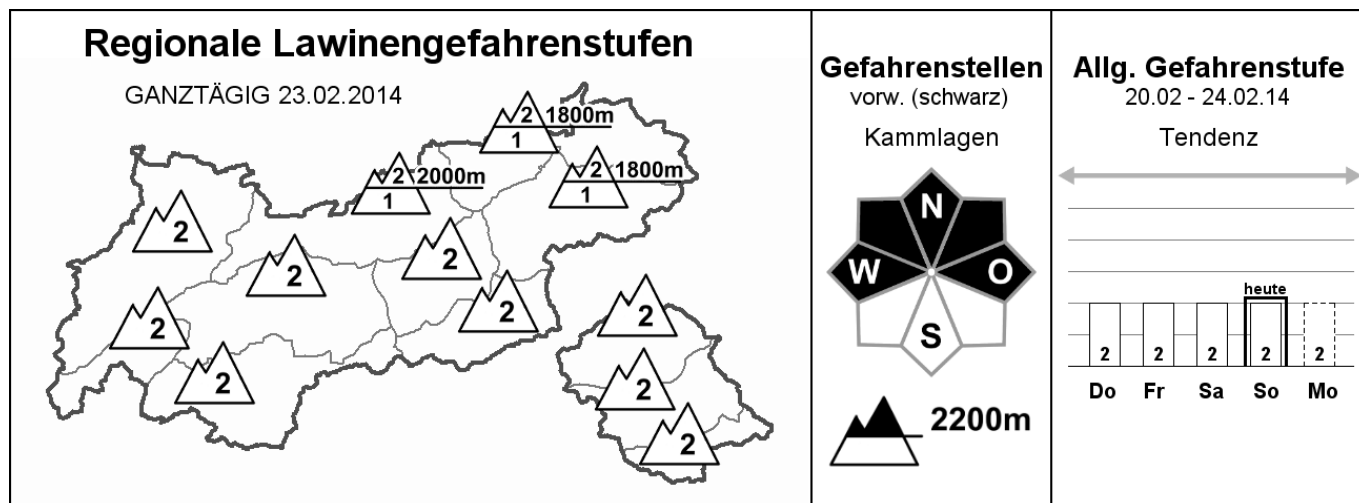 Regionale Lawinengefahrenstufen
GANZTÄGIG 23.02.2014
2 1800m
1
2 2000m
1
2 1800m
1
2
2
2
2
2
2
2
2
2
Gefahrenstellen
vorw. (schwarz)
Kammlagen
N
W O
S
2200m
Allg. Gefahrenstufe
20.02 - 24.02.14
Tendenz
heute
2 2 2 2 2
Do Fr Sa So Mo